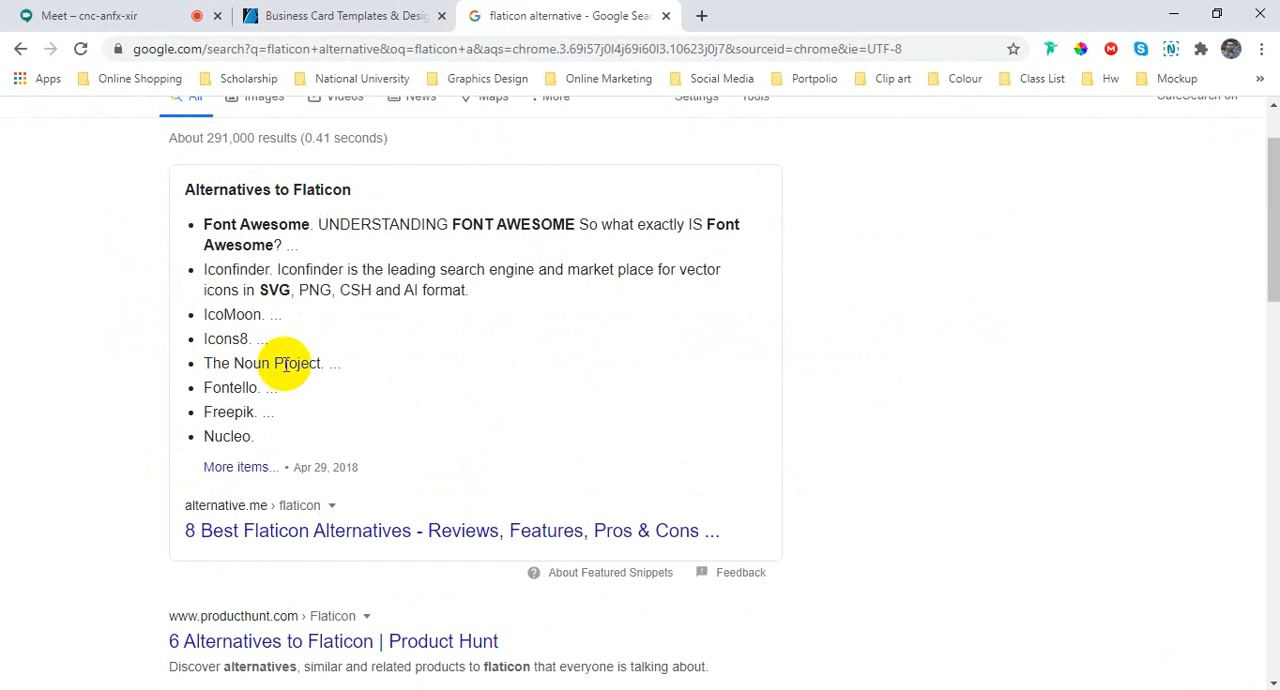 Meet – cnc-anfx-xir
Business Card Templates & Desig
flaticon alternative - Google Sear
google.com/search?q=flaticon+alternative&oq=flaticon+a&aqs=chrome.3.69i57j0l4j69i60l3.10623j0j7&sourceid=chrome&ie=UTF-8
Apps
Online Shopping
Scholarship
National University
Graphics Design
Online Marketing
Social Media
Portpolio
Clip art
Colour
Class List
Hw
Mockup
»
All
Images
Videos
News
Maps
More
Settings
Tools
SafeSearch on
About 291,000 results (0.41 seconds)
Alternatives to Flaticon
• Font Awesome. UNDERSTANDING FONT AWESOME So what exactly IS Font
Awesome? ...
• Iconfinder. Iconfinder is the leading search engine and market place for vector
icons in SVG, PNG, CSH and AI format.
• IcoMoon. ...
• Icons8. ...
• The Noun Project. ...
• Fontello. ...
• Freepik. ...
• Nucleo.
More items... • Apr 29, 2018
alternative.me › flaticon
8 Best Flaticon Alternatives - Reviews, Features, Pros & Cons ...
About Featured Snippets
Feedback
www.producthunt.com › Flaticon
6 Alternatives to Flaticon | Product Hunt
Discover alternatives, similar and related products to flaticon that everyone is talking about.